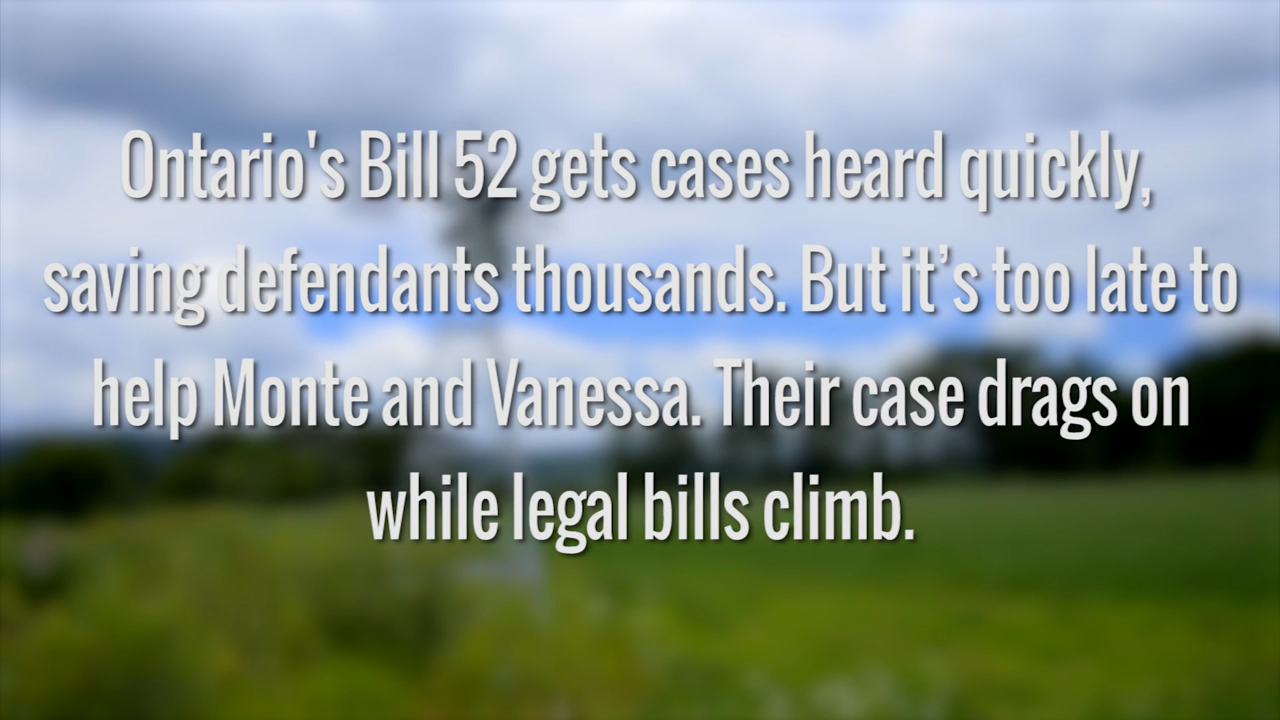 Ontario's Bill 52 gets cases heard quickly,
saving defendants thousands. But it’s too late to
help Monte and Vanessa. Their case drags on
while legal bills climb.